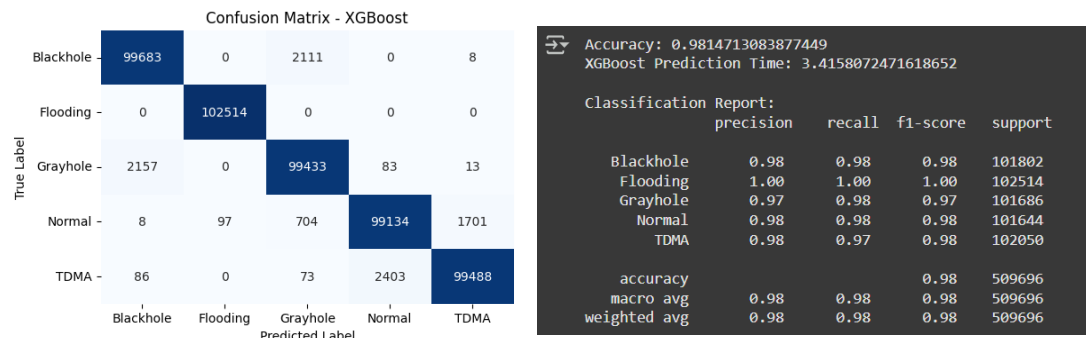 Confusion Matrix - XGBoost
True Label
Blackhole 99683 0 2111 0 8
Flooding 0 102514 0 0 0
Grayhole 2157 0 99433 83 13
Normal 8 97 704 99134 1701
TDMA 86 0 73 2403 99488
Blackhole Flooding Grayhole Normal TDMA
Predicted Label
Accuracy: 0.9814713083877449
XGBoost Prediction Time: 3.4158072471618652
Classification Report:
precision recall f1-score support
Blackhole 0.98 0.98 0.98 101802
Flooding 1.00 1.00 1.00 102514
Grayhole 0.97 0.98 0.97 101686
Normal 0.98 0.98 0.98 101644
TDMA 0.98 0.97 0.98 102050
accuracy 0.98 509696
macro avg 0.98 0.98 0.98 509696
weighted avg 0.98 0.98 0.98 509696